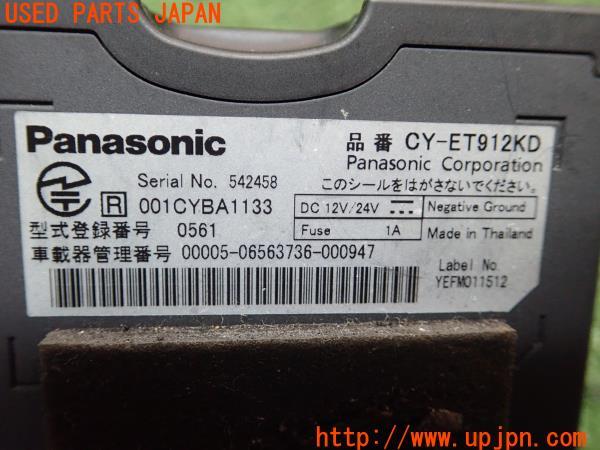 USED PARTS JAPAN
Panasonic
品番 CY-ET912KD
Panasonic Corporation
Serial No. 542458
このシールをはがさないでください
R 001CYBA1133
DC 12V/24V
Negative Ground
型式登録番号 0561
Fuse 1A
Made in Thailand
車載器管理番号 00005-06563736-000947
Label No.
YEFM011512
http://www.upjpn.com